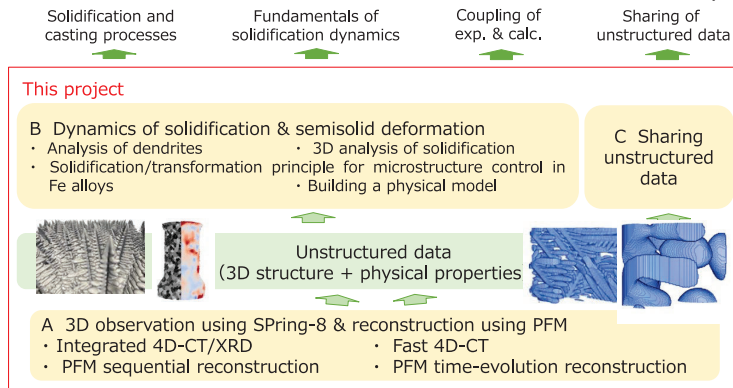 Solidification and
casting processes
Fundamentals of
solidification dynamics
Coupling of
exp. & calc.
Sharing of
unstructured data
This project
B Dynamics of solidification & semisolid deformation
・ Analysis of dendrites
・ 3D analysis of solidification
・ Solidification/transformation principle for microstructure control in
Fe alloys
・ Building a physical model
C Sharing
unstructured
data
Unstructured data
(3D structure + physical properties
A 3D observation using SPring-8 & reconstruction using PFM
・ Integrated 4D-CT/XRD
・ Fast 4D-CT
・ PFM sequential reconstruction
・ PFM time-evolution reconstruction